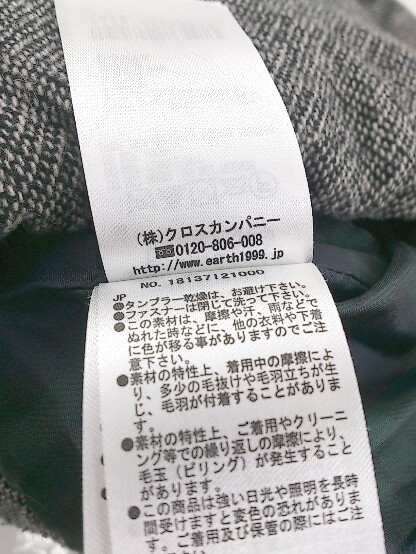 (株)クロスカンパニー
☎0120-806-008
http://www.earth1999.jp
NO. 18137121000
JP
●タンブラー乾燥は、お避け下さい。
●ファスナーは閉じて洗って下さい。
●この素材は、摩擦や汗、雨などで
ぬれた時などに、他の衣料や下着
に色が移る事がありますのでご注
意下さい。
●素材の特性上、着用中の摩擦によ
り、多少の毛抜けや毛羽立ちが生
じ、毛羽が付着することがありま
す。
●素材の特性上、ご着用やクリーニ
ング等での繰り返しの摩擦により、
毛玉(ピリング)が発生すること
があります。
●この商品は強い日光や照明を長時
間受けますと変色の恐れがありま
す。着用及び保管の際にはご注